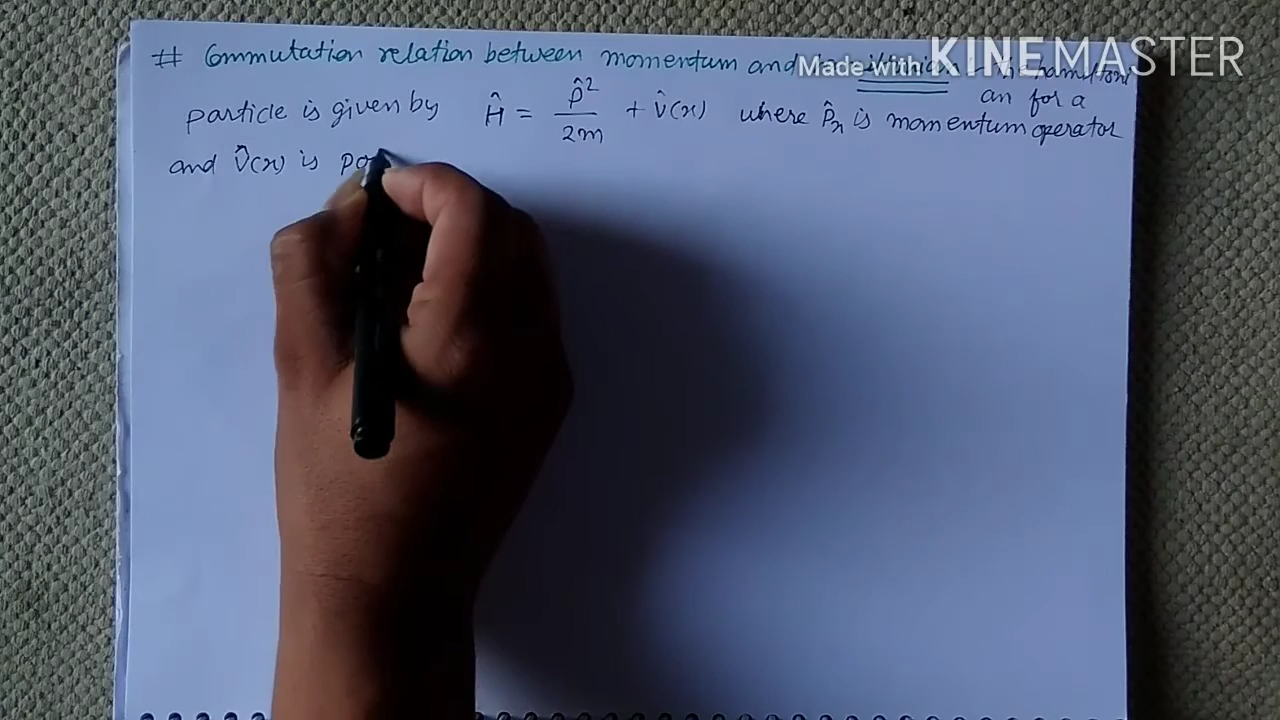 # Commutation relation between momentum and
Made with KINEMASTER
an for a
particle is given by Ĥ = p̂²/2m + v̂(x) where p̂ₓ is momentum operator
and v̂(x) is